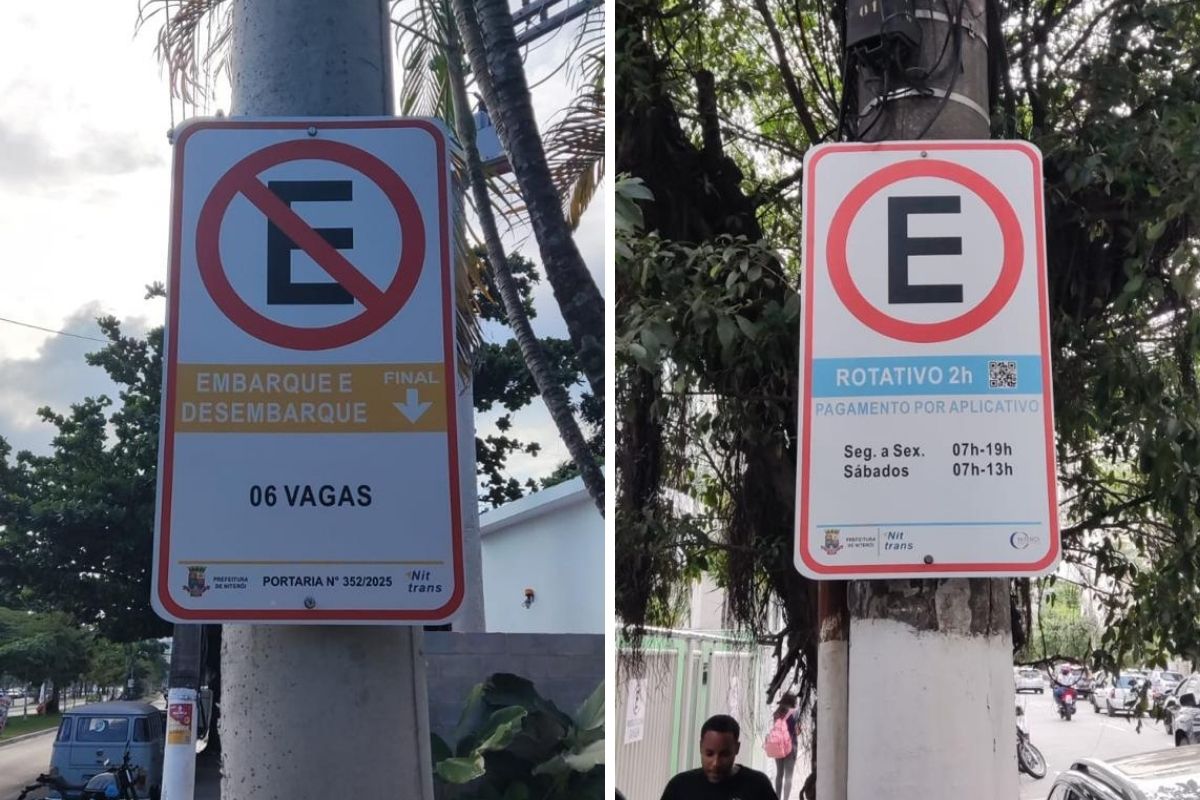 E
EMBARQUE E
DESEMBARQUE
FINAL
06 VAGAS
PREFEITURA
DE NITERÓI
PORTARIA N° 352/2025
Nit
trans
01
E
ROTATIVO 2h
PAGAMENTO POR APLICATIVO
Seg. a Sex. 07h-19h
Sábados 07h-13h
PREFEITURA
DE NITERÓI
Nit
trans